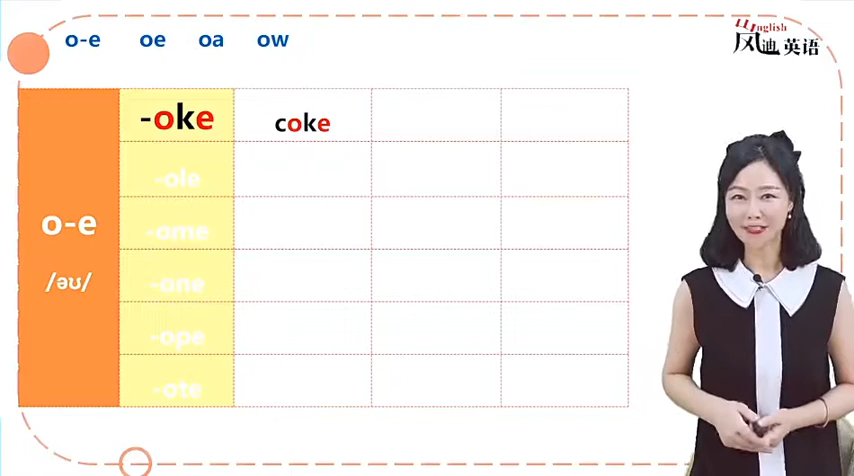 o-e oe oa ow
English
风迪英语
-oke coke
-ole
-ome
o-e
-one
/əʊ/
-ope
-ote